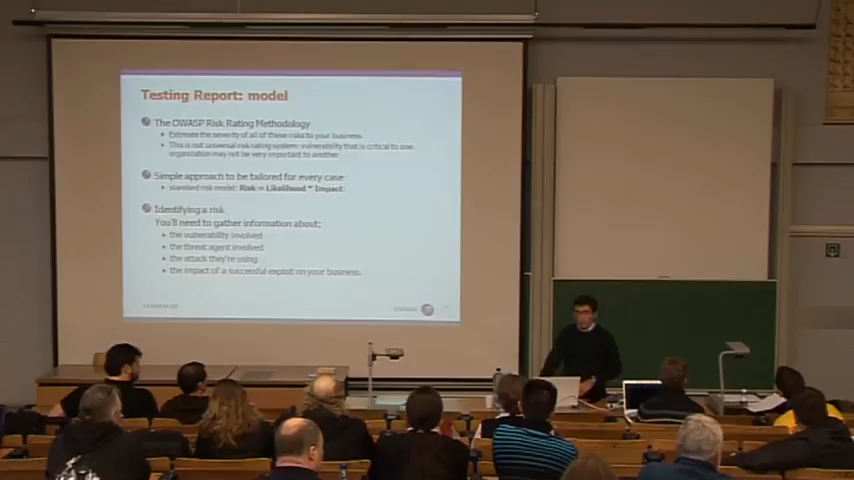 Testing Report: model
The OWASP Risk Rating Methodology
Estimate the severity of all of these risks to your business
This is not universal risk rating system: vulnerability that is critical to one
organization may not be very important to another
Simple approach to be tailored for every case
standard risk model: Risk = Likelihood * Impact
Identifying a risk
You'll need to gather information about:
the vulnerability involved
the threat agent involved
the attack they're using
the impact of a successful exploit on your business.